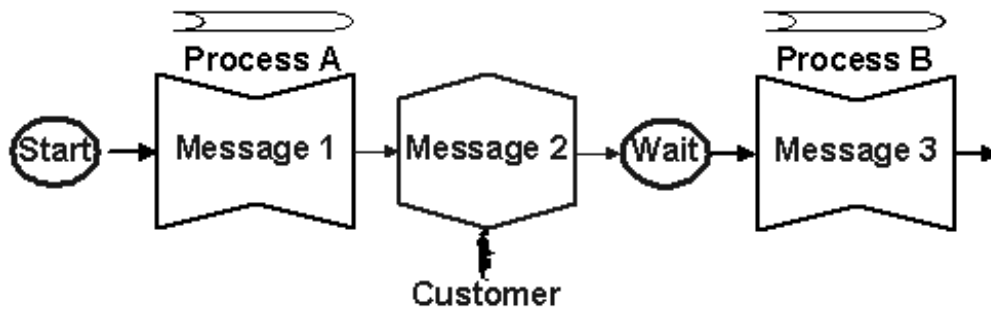 Process A
Process B
Start
Message 1
Message 2
Wait
Message 3
Customer